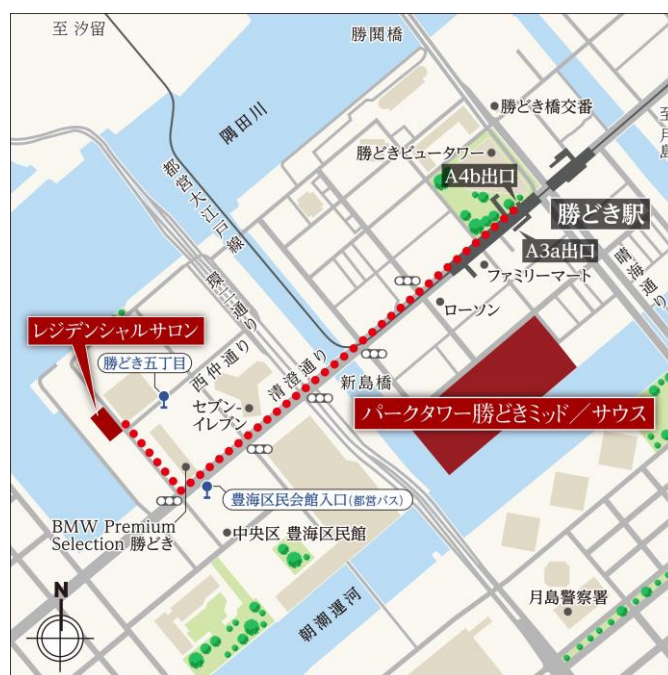 至 汐留
勝鬨橋
隅田川
都営大江戸線
勝どき橋交番
至 月島
勝どきビュータワー
A4b出口
勝どき駅
A3a出口
ファミリーマート
晴海通り
ローソン
環二通り
レジデンシャルサロン
勝どき五丁目
西仲通り
清澄通り
新島橋
パークタワー勝どきミッド／サウス
セブン-
イレブン
豊海区民会館入口(都営バス)
BMW Premium
Selection 勝どき
中央区 豊海区民館
朝潮運河
月島警察署
N